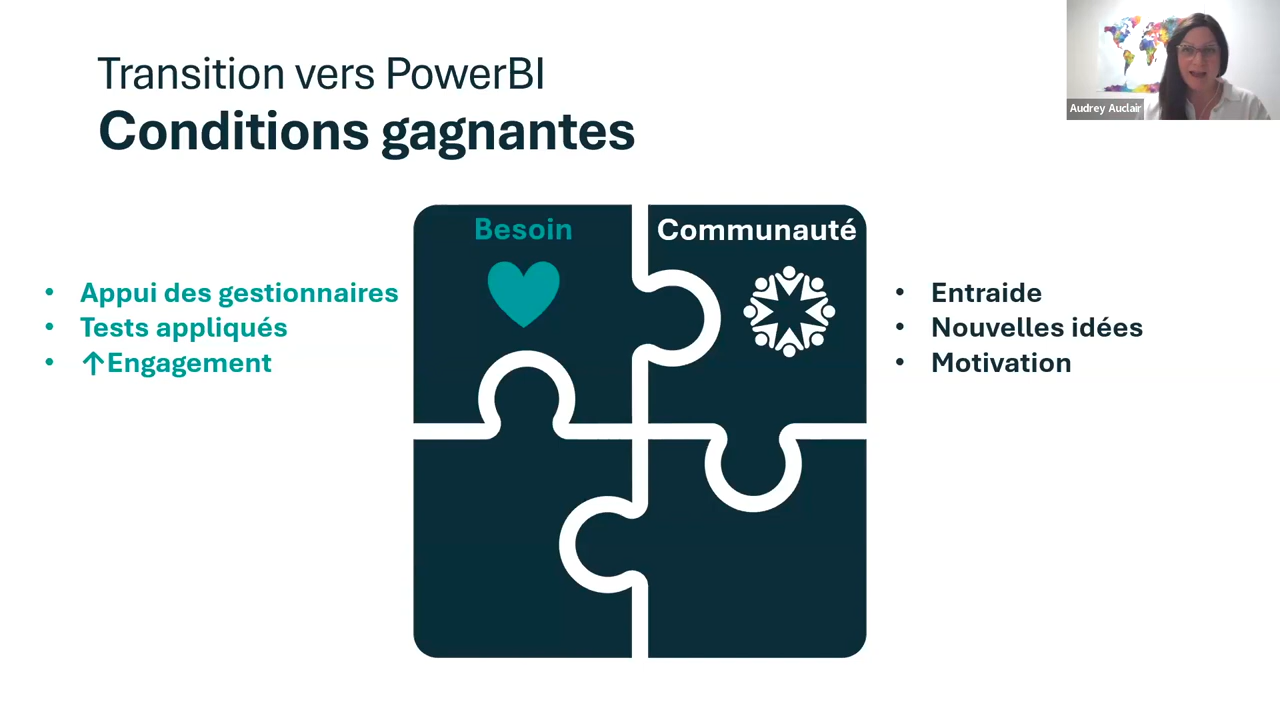 Transition vers PowerBI
Conditions gagnantes
Audrey Auclair
Besoin
Communauté
• Appui des gestionnaires
• Tests appliqués
• ↑Engagement
• Entraide
• Nouvelles idées
• Motivation